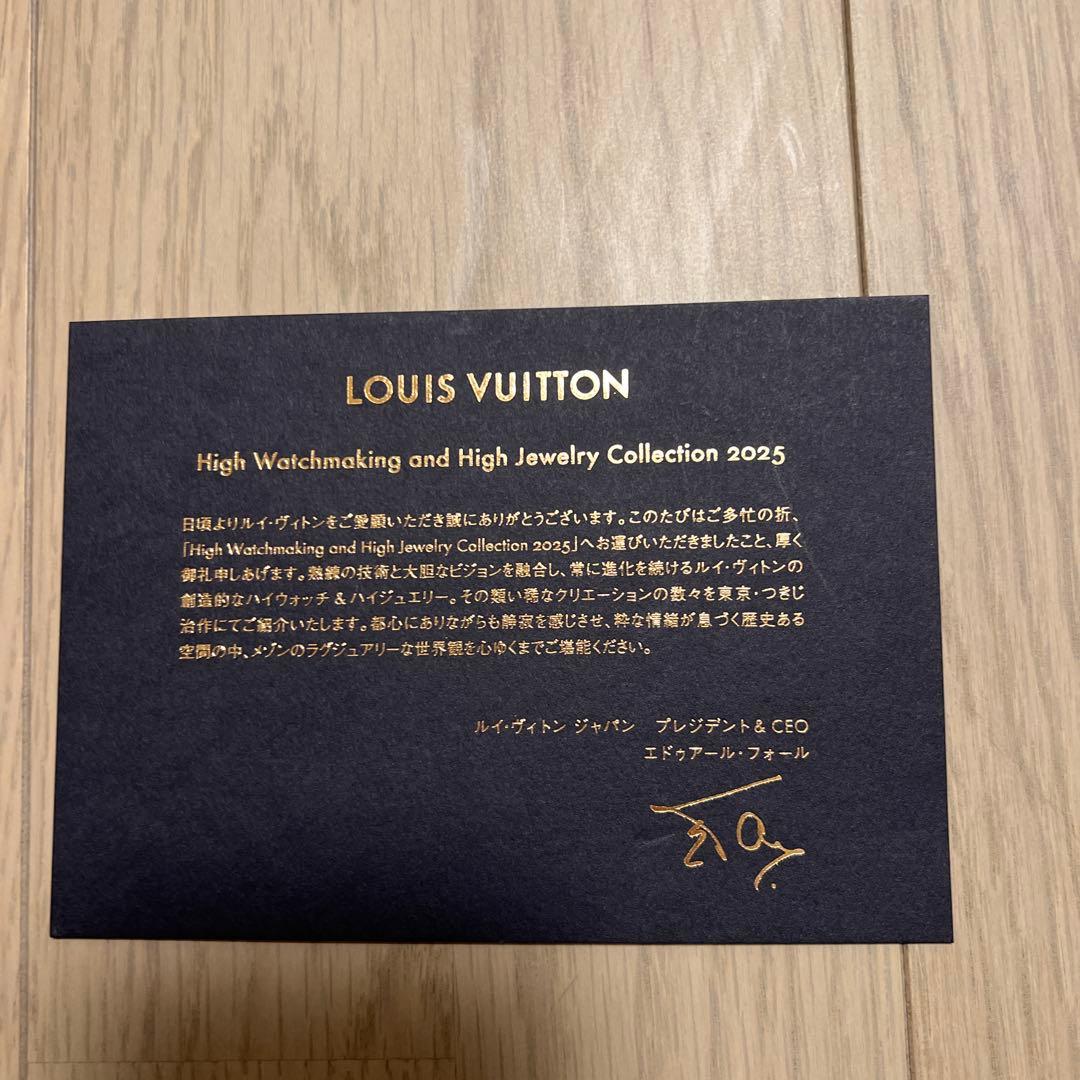 LOUIS VUITTON
High Watchmaking and High Jewelry Collection 2025
日頃よりルイ・ヴィトンをご愛顧いただき誠にありがとうございます。このたびはご多忙の折、
「High Watchmaking and High Jewelry Collection 2025」へお運びいただきましたこと、厚く
御礼申しあげます。熟練の技術と大胆なビジョンを融合し、常に進化を続けるルイ・ヴィトンの
創造的なハイウォッチ & ハイジュエリー。その類い稀なクリエーションの数々を東京・つきじ
治作にてご紹介いたします。都心にありながらも静寂を感じさせ、粋な情緒が息づく歴史ある
空間の中、メゾンのラグジュアリーな世界観を心ゆくまでご堪能ください。
ルイ・ヴィトン ジャパン プレジデント & CEO
エドゥアール・フォール